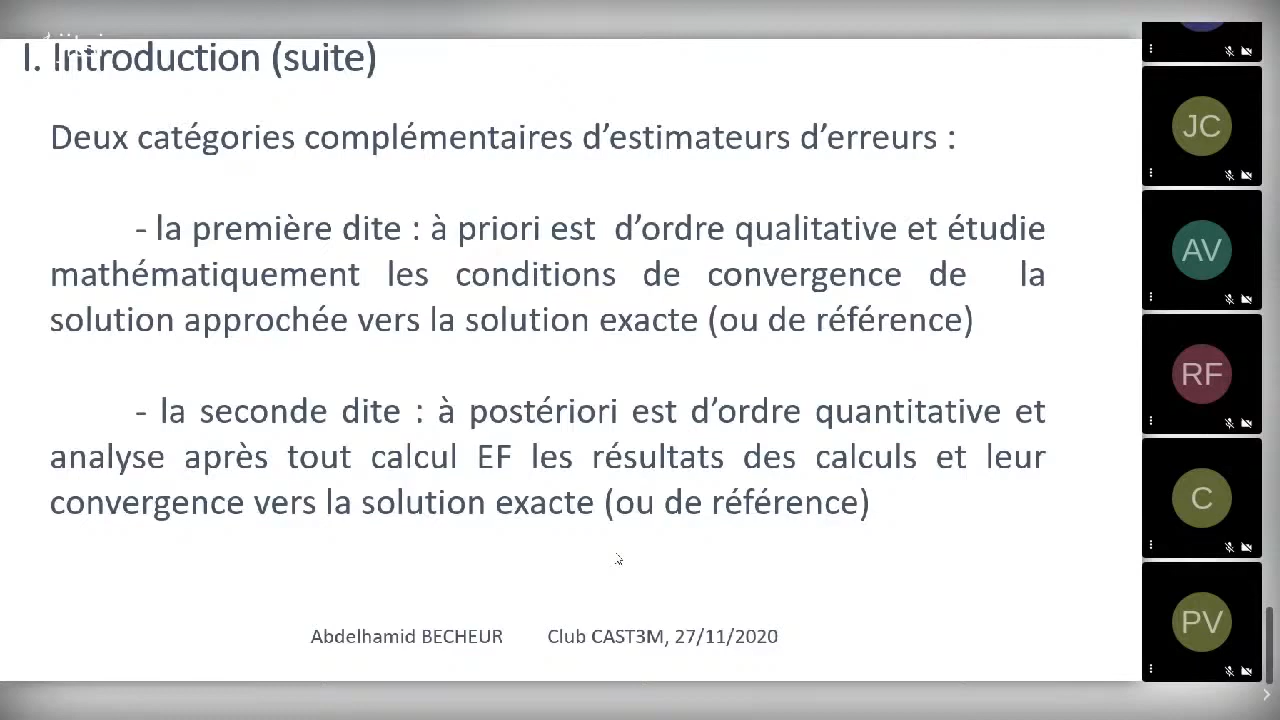 I. Introduction (suite)
Deux catégories complémentaires d’estimateurs d’erreurs :
- la première dite : à priori est d’ordre qualitative et étudie
mathématiquement les conditions de convergence de la
solution approchée vers la solution exacte (ou de référence)
- la seconde dite : à postériori est d’ordre quantitative et
analyse après tout calcul EF les résultats des calculs et leur
convergence vers la solution exacte (ou de référence)
Abdelhamid BECHEUR Club CAST3M, 27/11/2020
JC
AV
RF
C
PV